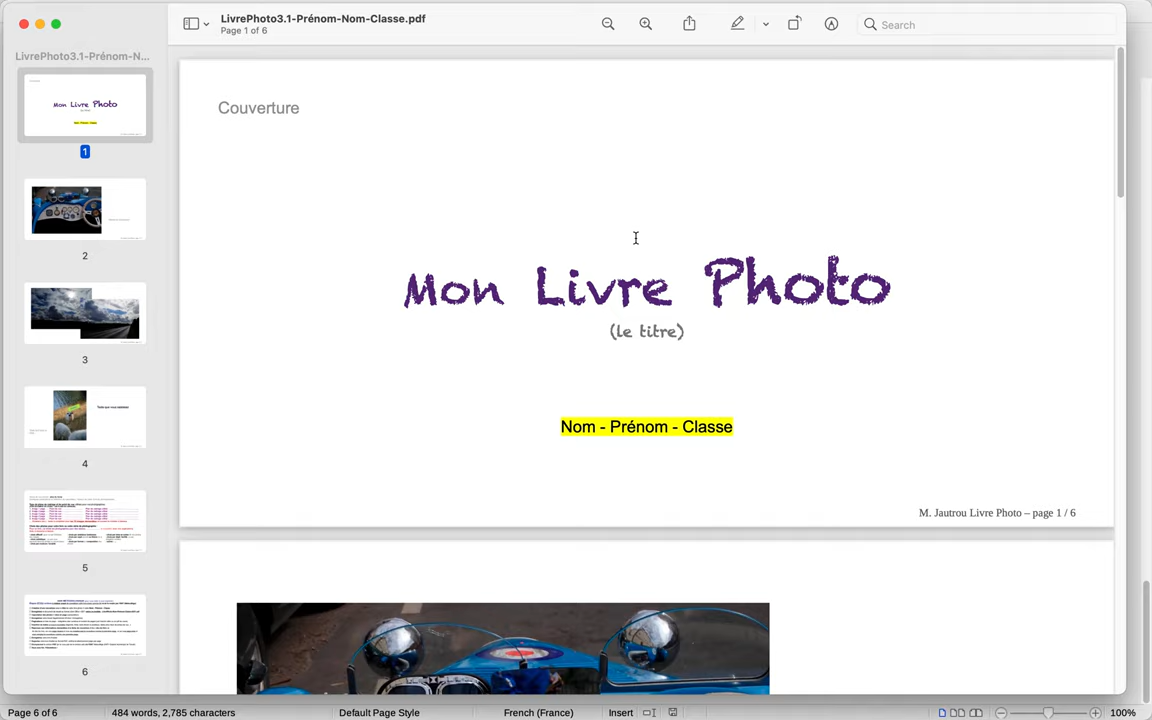 LivrePhoto3.1-Prénom-Nom-Classe.pdf
Page 1 of 6
Search
LivrePhoto3.1-Prénom-N...
1
2
3
4
5
6
Couverture
Mon Livre Photo
(le titre)
Nom - Prénom - Classe
M. Jautrou Livre Photo – page 1 / 6
Page 6 of 6
484 words, 2,785 characters
Default Page Style
French (France)
Insert
100%